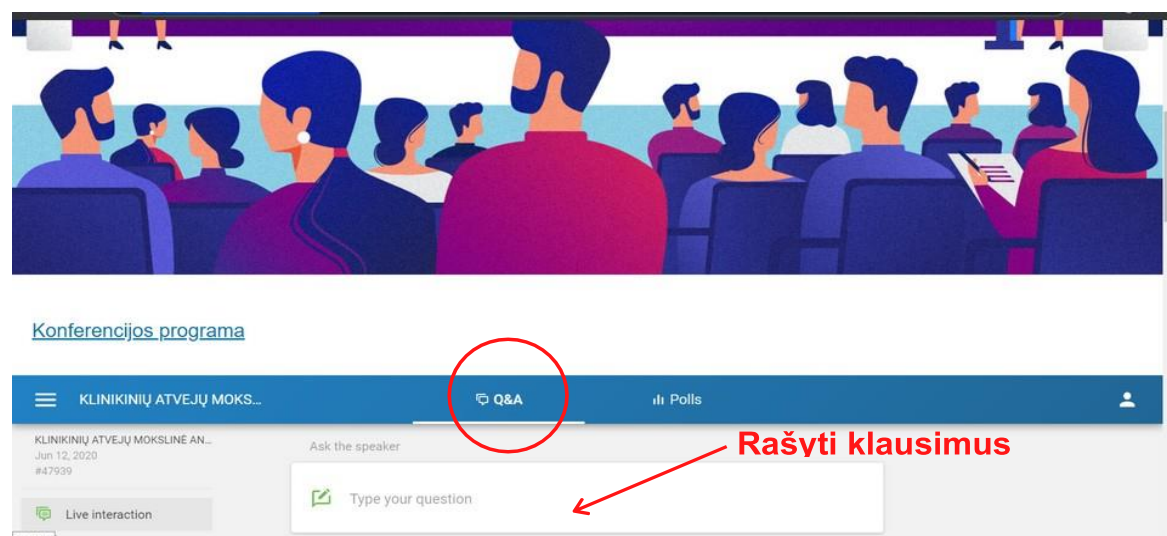 Konferencijos programa
KLINIKINIŲ ATVEJŲ MOKS...
Q&A
Polls
KLINIKINIŲ ATVEJŲ MOKSLINĖ AN...
Jun 12, 2020
#47939
Ask the speaker
Rašyti klausimus
Type your question
Live interaction